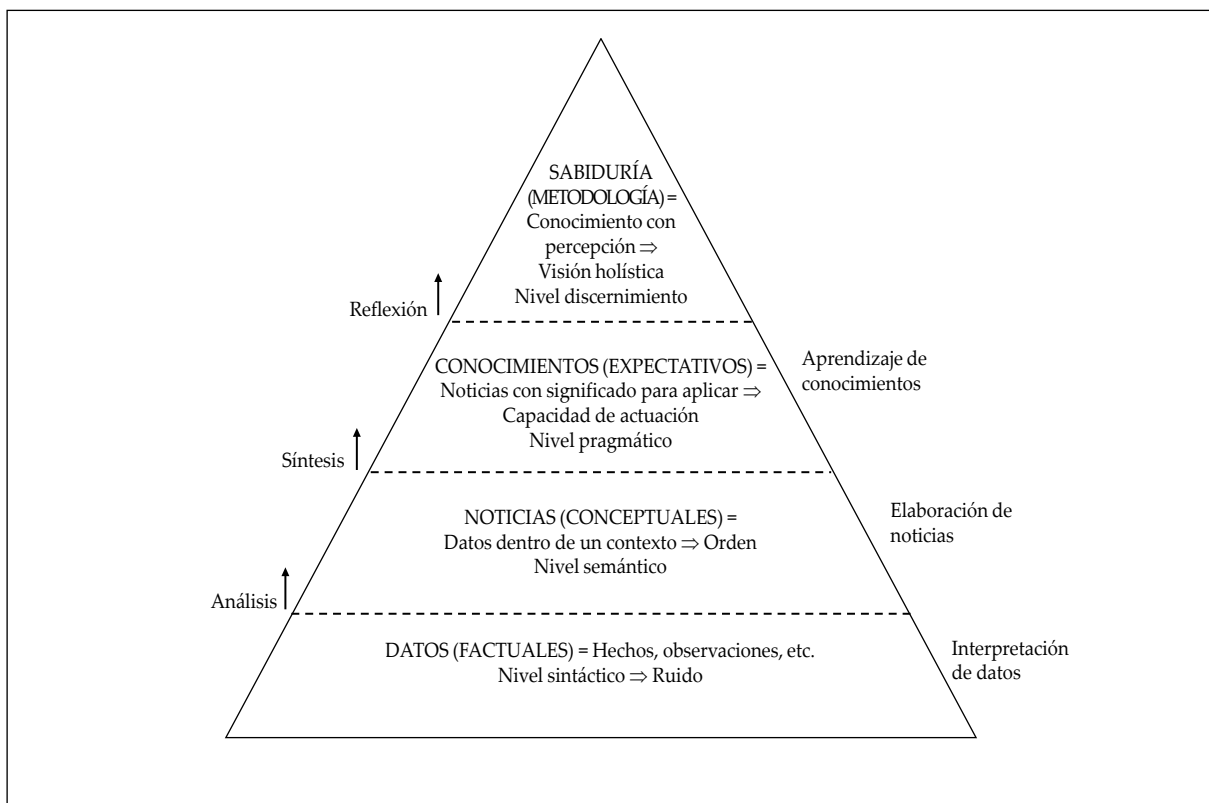 SABIDURÍA
(METODOLOGÍA) =
Conocimiento con
percepción ⇒
Visión holística
Nivel discernimiento
Reflexión
CONOCIMIENTOS (EXPECTATIVOS) =
Noticias con significado para aplicar ⇒
Capacidad de actuación
Nivel pragmático
Aprendizaje de
conocimientos
Síntesis
NOTICIAS (CONCEPTUALES) =
Datos dentro de un contexto ⇒ Orden
Nivel semántico
Elaboración de
noticias
Análisis
DATOS (FACTUALES) = Hechos, observaciones, etc.
Nivel sintáctico ⇒ Ruido
Interpretación
de datos